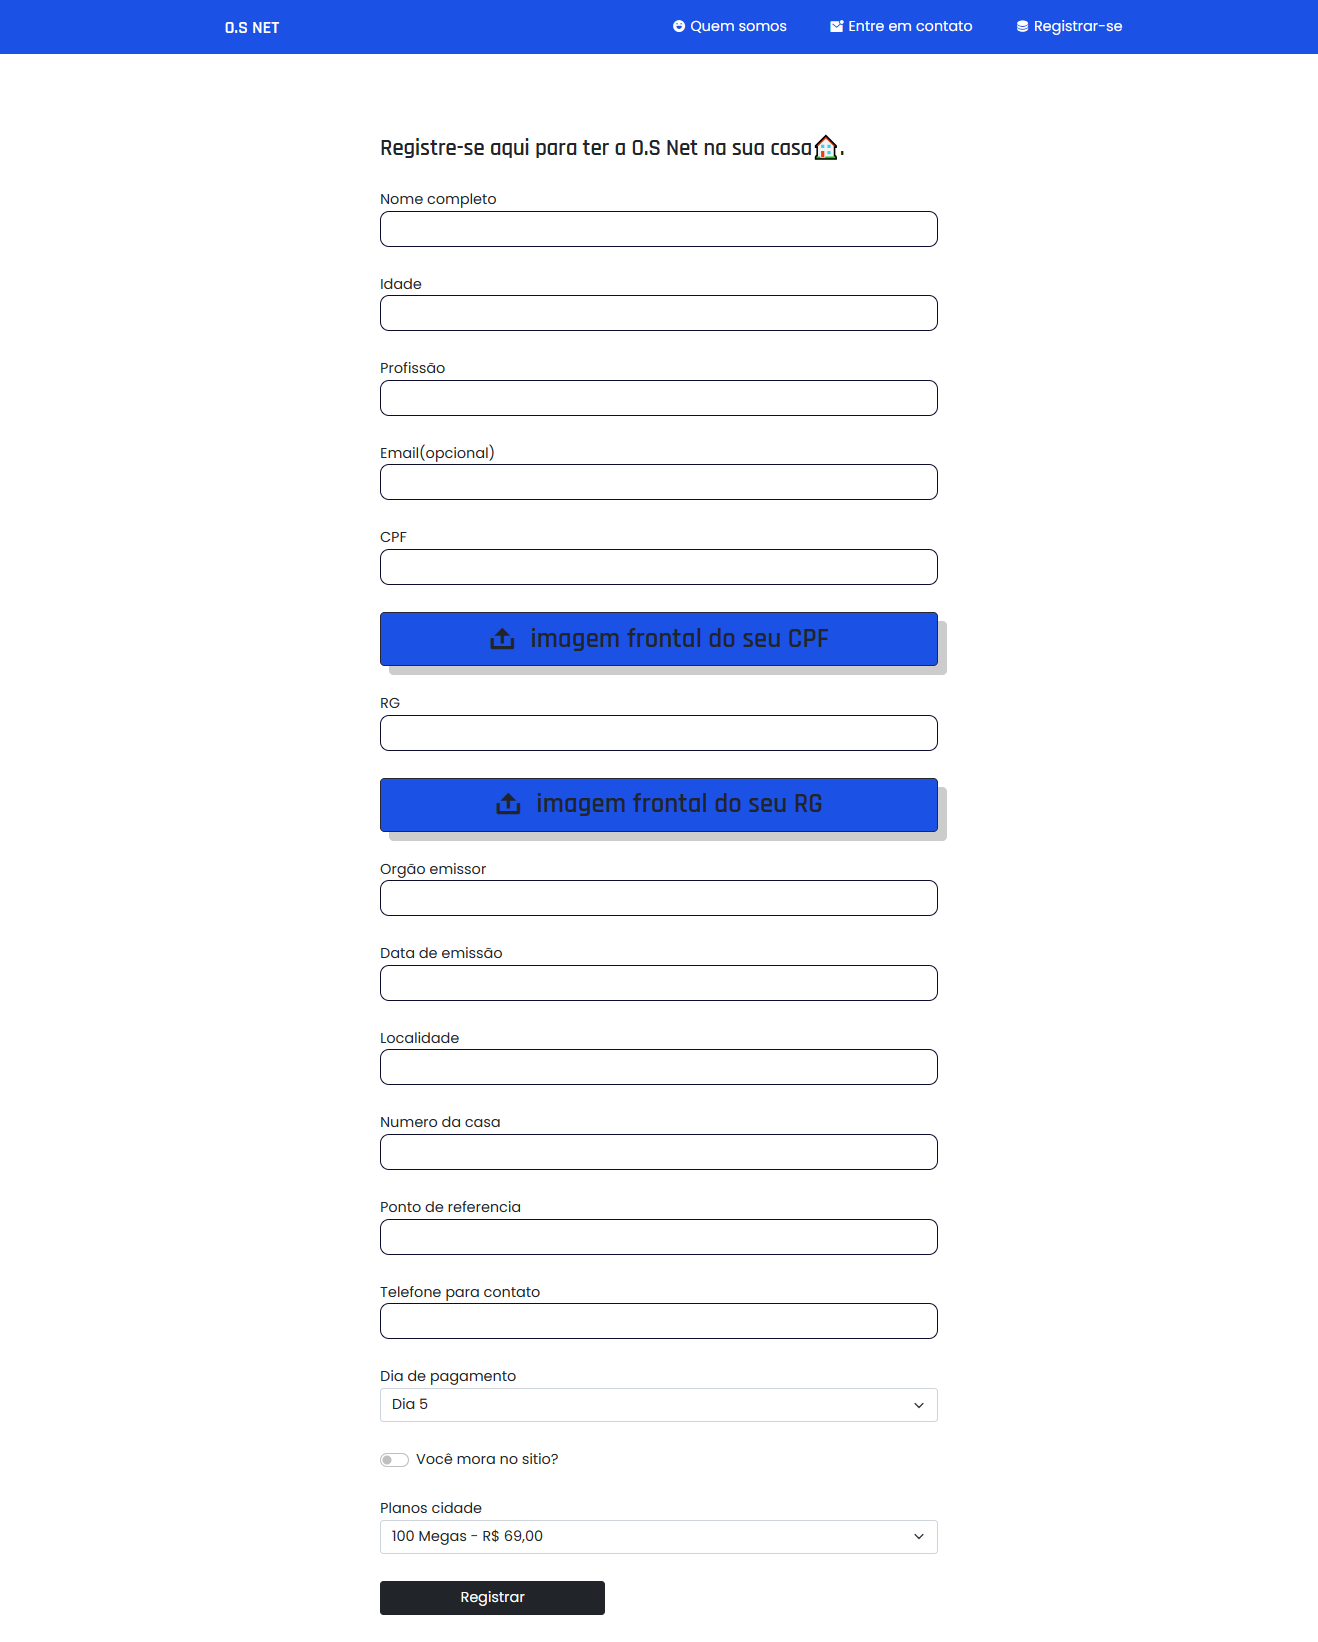 O.S NET
Quem somos
Entre em contato
Registrar-se
Registre-se aqui para ter a O.S Net na sua casa🏠.
Nome completo
Idade
Profissão
Email(opcional)
CPF
imagem frontal do seu CPF
RG
imagem frontal do seu RG
Orgão emissor
Data de emissão
Localidade
Numero da casa
Ponto de referencia
Telefone para contato
Dia de pagamento
Dia 5
Você mora no sitio?
Planos cidade
100 Megas - R$ 69,00
Registrar